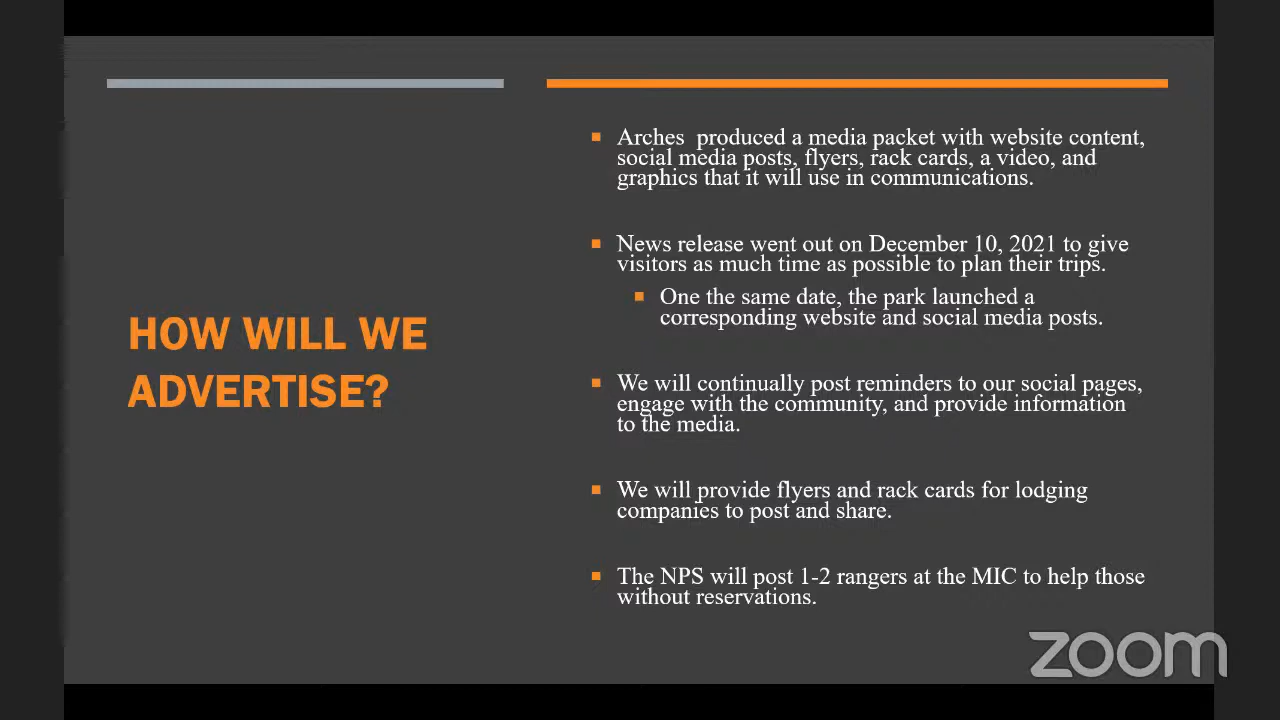 HOW WILL WE
ADVERTISE?
Arches produced a media packet with website content,
social media posts, flyers, rack cards, a video, and
graphics that it will use in communications.
News release went out on December 10, 2021 to give
visitors as much time as possible to plan their trips.
One the same date, the park launched a
corresponding website and social media posts.
We will continually post reminders to our social pages,
engage with the community, and provide information
to the media.
We will provide flyers and rack cards for lodging
companies to post and share.
The NPS will post 1-2 rangers at the MIC to help those
without reservations.
zoom